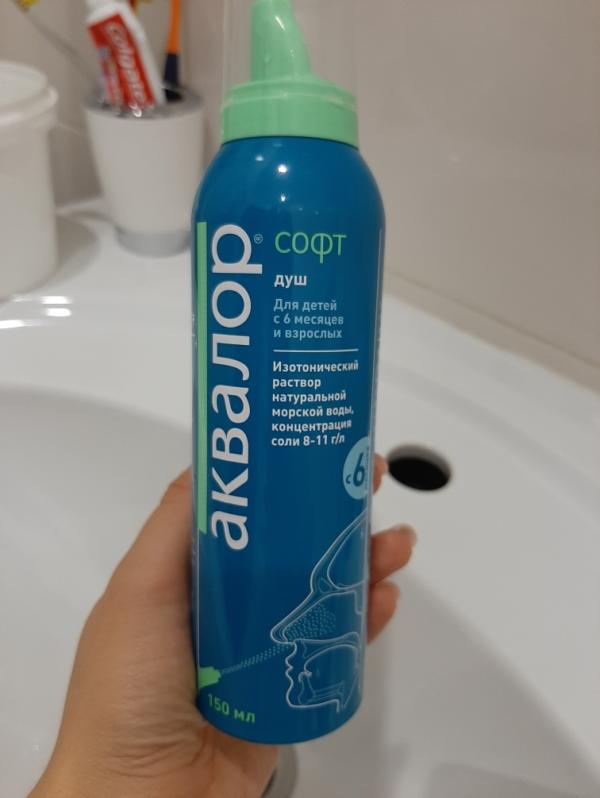 Colgate
аквалор®
софт
душ
Для детей
с 6 месяцев
и взрослых
Изотонический
раствор
натуральной
морской воды,
концентрация
соли 8-11 г/л
с 6
150 мл